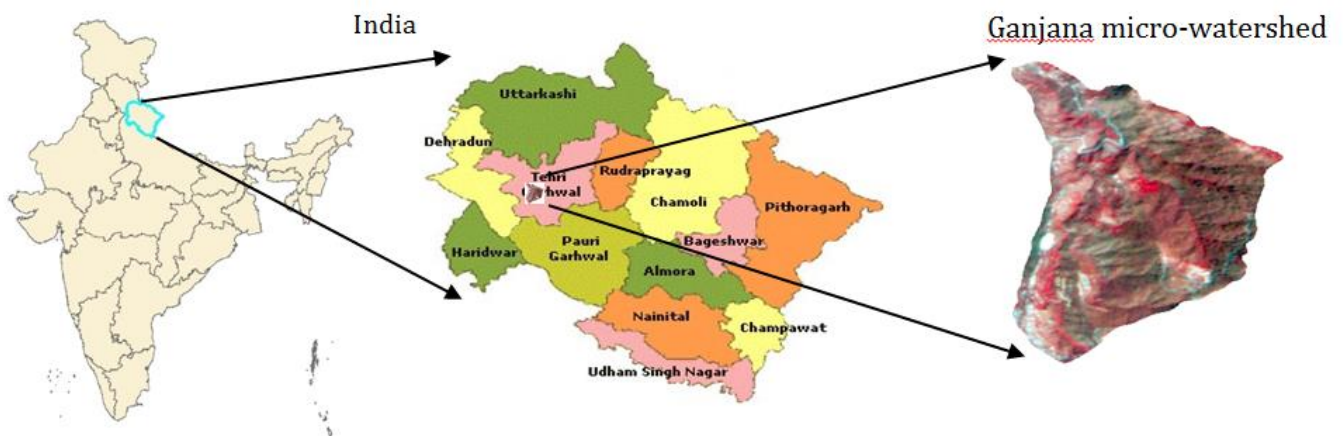 India
Ganjana micro-watershed
Uttarkashi
Dehradun
Tehri
Rudraprayag
Garhwal
Chamoli
Pithoragarh
Haridwar
Pauri
Garhwal
Bageshwar
Almora
Nainital
Champawat
Udham Singh Nagar